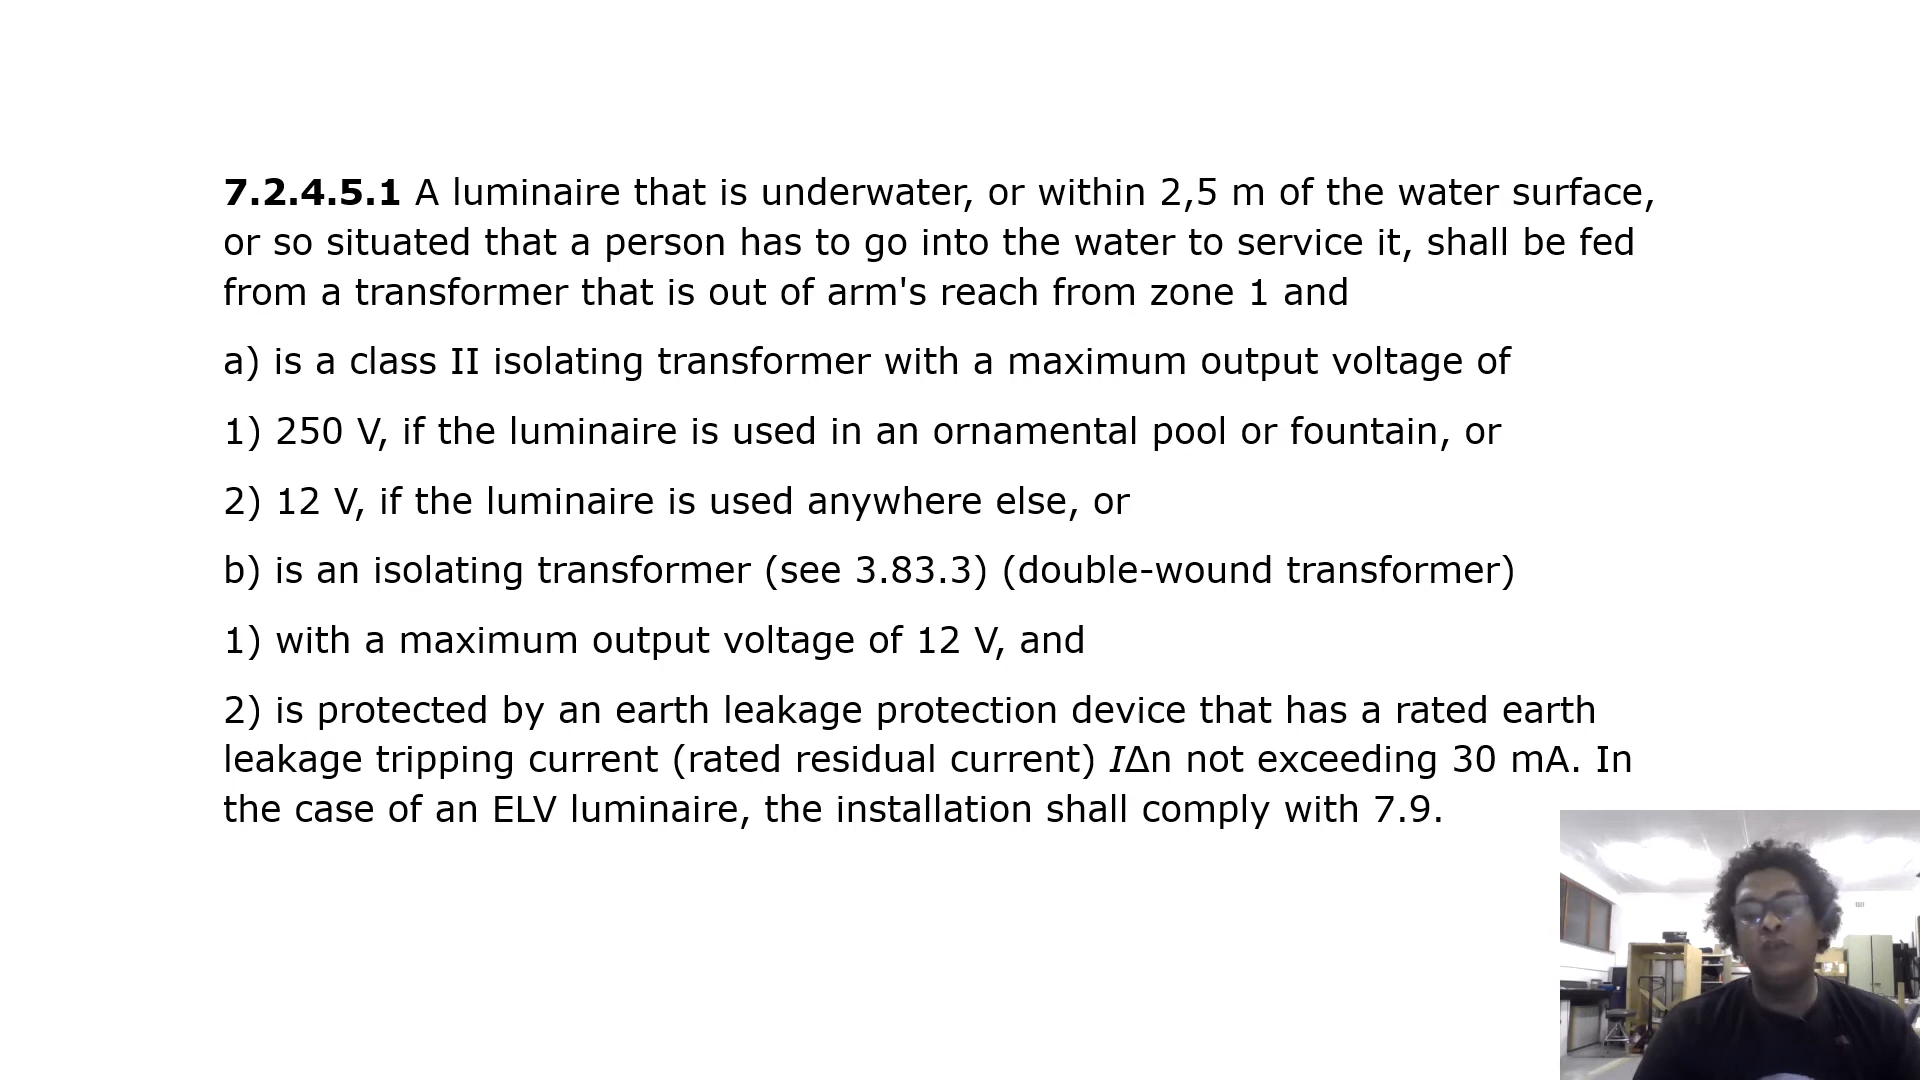 7.2.4.5.1 A luminaire that is underwater, or within 2,5 m of the water surface,
or so situated that a person has to go into the water to service it, shall be fed
from a transformer that is out of arm's reach from zone 1 and
a) is a class II isolating transformer with a maximum output voltage of
1) 250 V, if the luminaire is used in an ornamental pool or fountain, or
2) 12 V, if the luminaire is used anywhere else, or
b) is an isolating transformer (see 3.83.3) (double-wound transformer)
1) with a maximum output voltage of 12 V, and
2) is protected by an earth leakage protection device that has a rated earth
leakage tripping current (rated residual current) IΔn not exceeding 30 mA. In
the case of an ELV luminaire, the installation shall comply with 7.9.